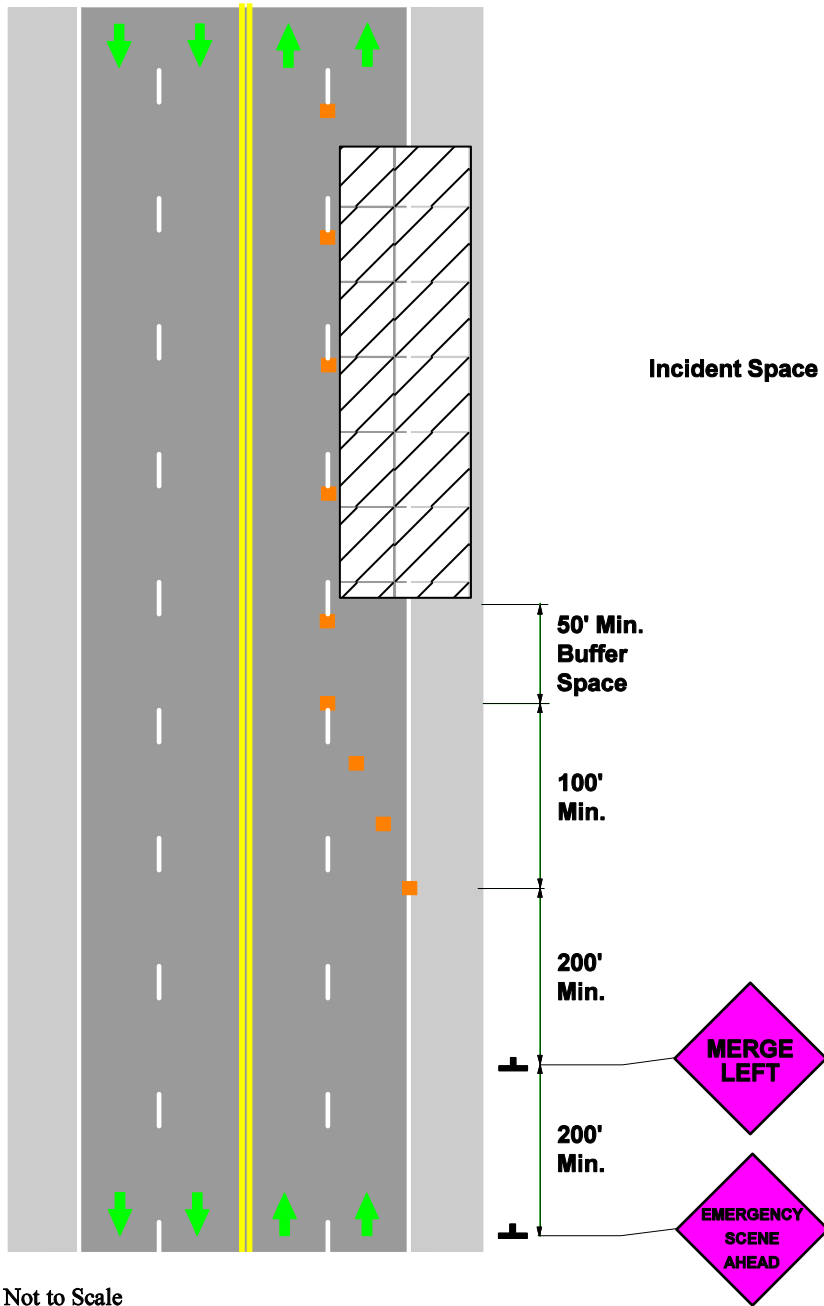 Incident Space
50' Min.
Buffer
Space
100'
Min.
200'
Min.
MERGE
LEFT
200'
Min.
EMERGENCY
SCENE
AHEAD
Not to Scale